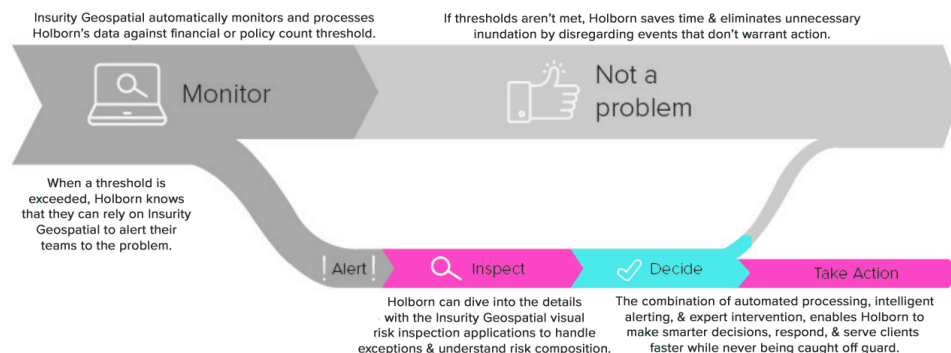 Insurity Geospatial automatically monitors and processes
Holborn's data against financial or policy count threshold.
If thresholds aren't met, Holborn saves time & eliminates unnecessary
inundation by disregarding events that don't warrant action.
Monitor
Not a
problem
When a threshold is
exceeded, Holborn knows
that they can rely on Insurity
Geospatial to alert their
teams to the problem.
! Alert !
Inspect
Decide
Take Action
Holborn can dive into the details
with the Insurity Geospatial visual
risk inspection applications to handle
exceptions & understand risk composition.
The combination of automated processing, intelligent
alerting, & expert intervention, enables Holborn to
make smarter decisions, respond, & serve clients
faster while never being caught off guard.